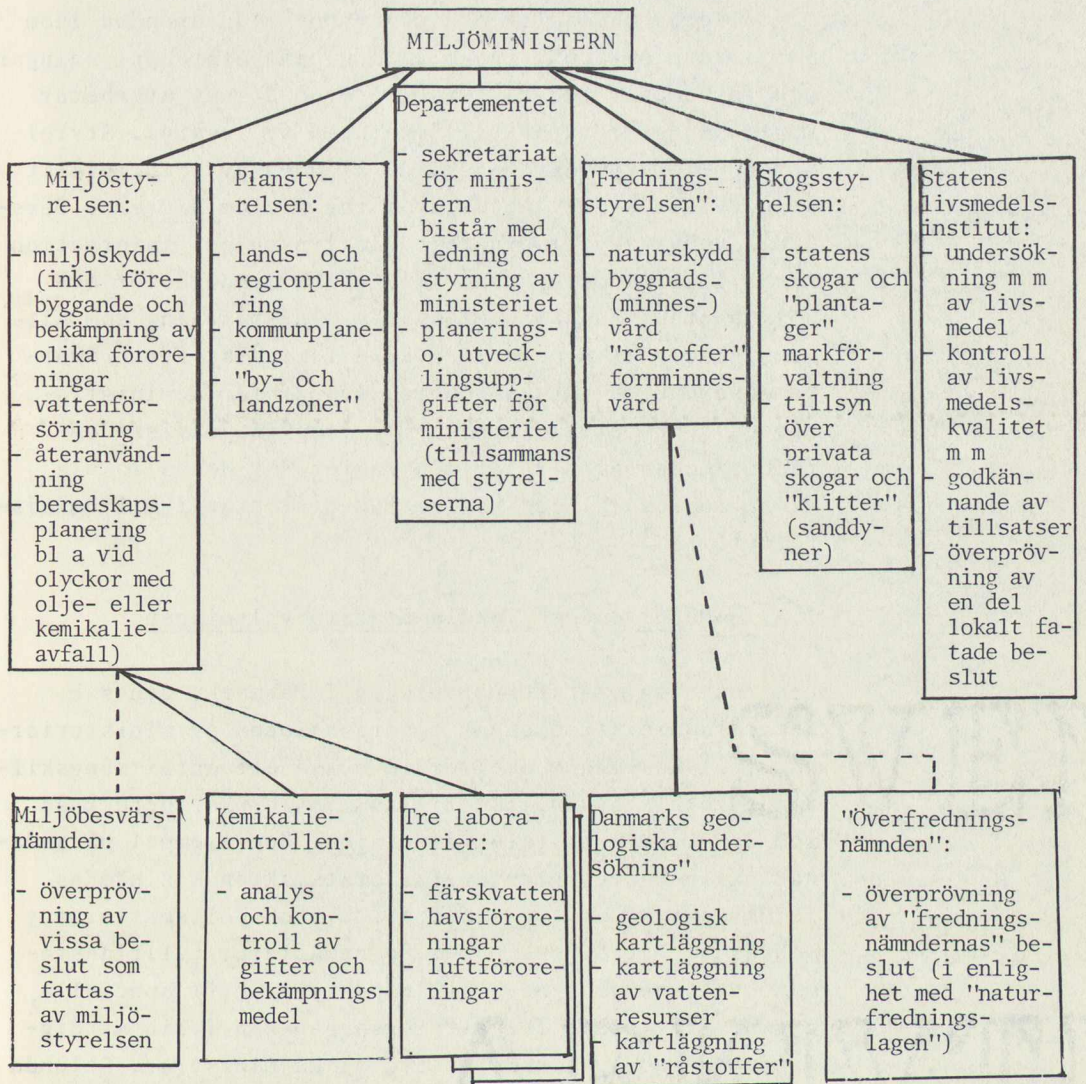 MILJÖMINISTERN
Departementet
- sekretariat
för minis-
tern
- bistår med
ledning och
styrning av
ministeriet
- planerings-
o. utveck-
lingsupp-
gifter för
ministeriet
(tillsammans
med styrel-
serna)
Miljösty-
relsen:
- miljöskydd-
(inkl före-
byggande och
bekämpning av
olika förore-
ningar
- vattenför-
sörjning
- återanvänd-
ning
beredskaps-
planering
bl a vid
olyckor med
olje- eller
kemikalie-
avfall)
Plansty-
relsen:
- lands- och
regionplane-
ring
- kommunplane-
ring
- "by- och
landzoner"
"Frednings-
styrelsen":
- naturskydd
- byggnads-
(minnes-)
vård
- "råstoffer"
- fornminnes-
vård
Skogssty-
relsen:
- statens
skogar och
"planta-
ger"
- markför-
valtning
- tillsyn
över
privata
skogar och
"klitter"
(sanddy-
ner)
Statens
livsmedels-
institut:
- undersök-
ning m m
av livs-
medel
- kontroll
av livs-
medels-
kvalitet
m m
- godkän-
nande av
tillsatser
- överpröv-
ning av
en del
lokalt fa-
tade be-
slut
Miljöbesvärs-
nämnden:
- överpröv-
ning av
vissa be-
slut som
fattas
av miljö-
styrelsen
Kemikalie-
kontrollen:
- analys
och kon-
troll av
gifter och
bekämpnings-
medel
Tre labora-
torier:
- färskvatten
- havsförore-
ningar
- luftförore-
ningar
Danmarks geo-
logiska under-
sökning"
- geologisk
kartläggning
- kartläggning
av vatten-
resurser
- kartläggning
av "råstoffer"
"Överfrednings-
nämnden":
- överprövning
av "frednings-
nämndernas" be-
slut (i enlig-
het med "natur-
frednings-
lagen")